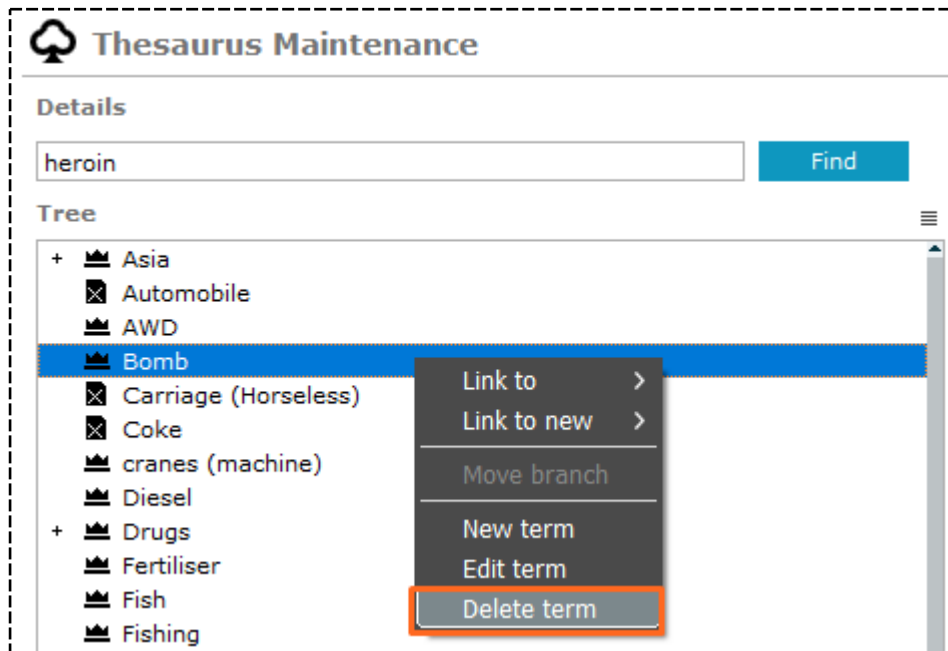 Thesaurus Maintenance
Details
heroin
Find
Tree
+ Asia
Automobile
AWD
Bomb
Carriage (Horseless)
Coke
cranes (machine)
Diesel
+ Drugs
Fertiliser
Fish
Fishing
Link to >
Link to new >
Move branch
New term
Edit term
Delete term